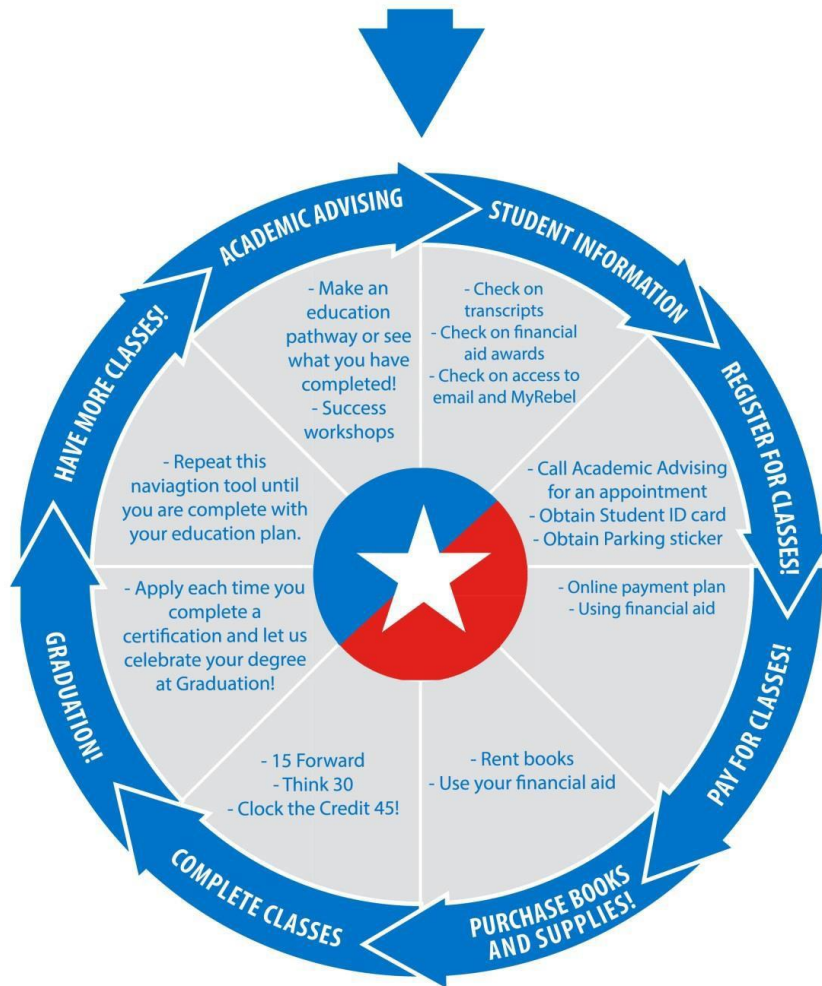 ACADEMIC ADVISING
- Make an
education
pathway or see
what you have
completed!
- Success
workshops
STUDENT INFORMATION
- Check on
transcripts
- Check on financial
aid awards
- Check on access to
email and MyRebel
REGISTER FOR CLASSES!
- Call Academic Advising
for an appointment
- Obtain Student ID card
- Obtain Parking sticker
PAY FOR CLASSES!
- Online payment plan
- Using financial aid
PURCHASE BOOKS
AND SUPPLIES!
- Rent books
- Use your financial aid
COMPLETE CLASSES
- 15 Forward
- Think 30
- Clock the Credit 45!
GRADUATION!
- Apply each time you
complete a
certification and let us
celebrate your degree
at Graduation!
HAVE MORE CLASSES!
- Repeat this
naviagtion tool until
you are complete with
your education plan.